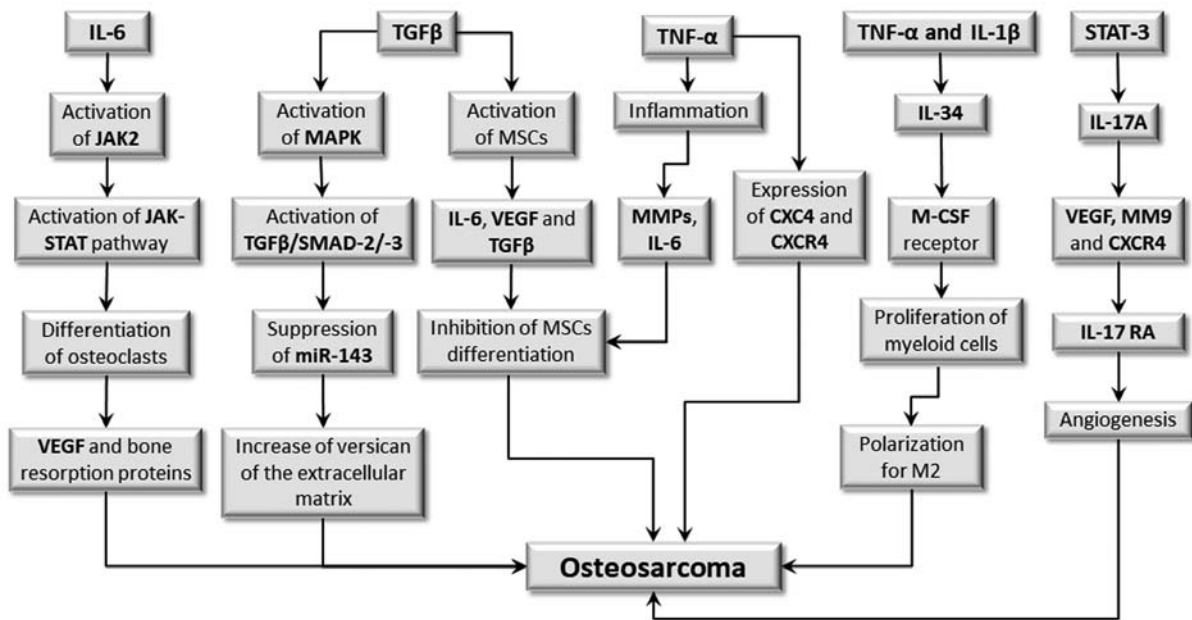 IL-6
Activation
of JAK2
Activation of JAK-
STAT pathway
Differentiation
of osteoclasts
VEGF and bone
resorption proteins
TGFβ
Activation
of MAPK
Activation of
TGFβ/SMAD-2/-3
Suppression
of miR-143
Increase of versican
of the extracellular
matrix
Activation
of MSCs
IL-6, VEGF and
TGFβ
Inhibition of MSCs
differentiation
TNF-α
Inflammation
MMPs,
IL-6
Expression
of CXC4 and
CXCR4
TNF-α and IL-1β
IL-34
M-CSF
receptor
Proliferation of
myeloid cells
Polarization
for M2
STAT-3
IL-17A
VEGF, MM9
and CXCR4
IL-17 RA
Angiogenesis
Osteosarcoma